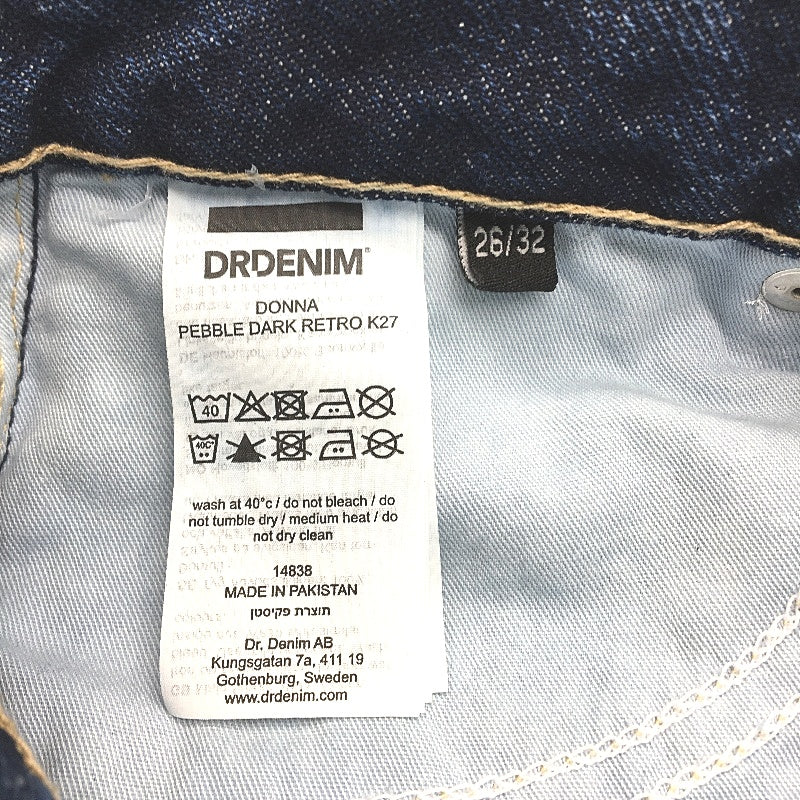 DRDENIM®
DONNA
PEBBLE DARK RETRO K27
26/32
40
40C°
wash at 40°c / do not bleach / do
not tumble dry / medium heat / do
not dry clean
14838
MADE IN PAKISTAN
תוצרת פקיסטן
Dr. Denim AB
Kungsgatan 7a, 411 19
Gothenburg, Sweden
www.drdenim.com